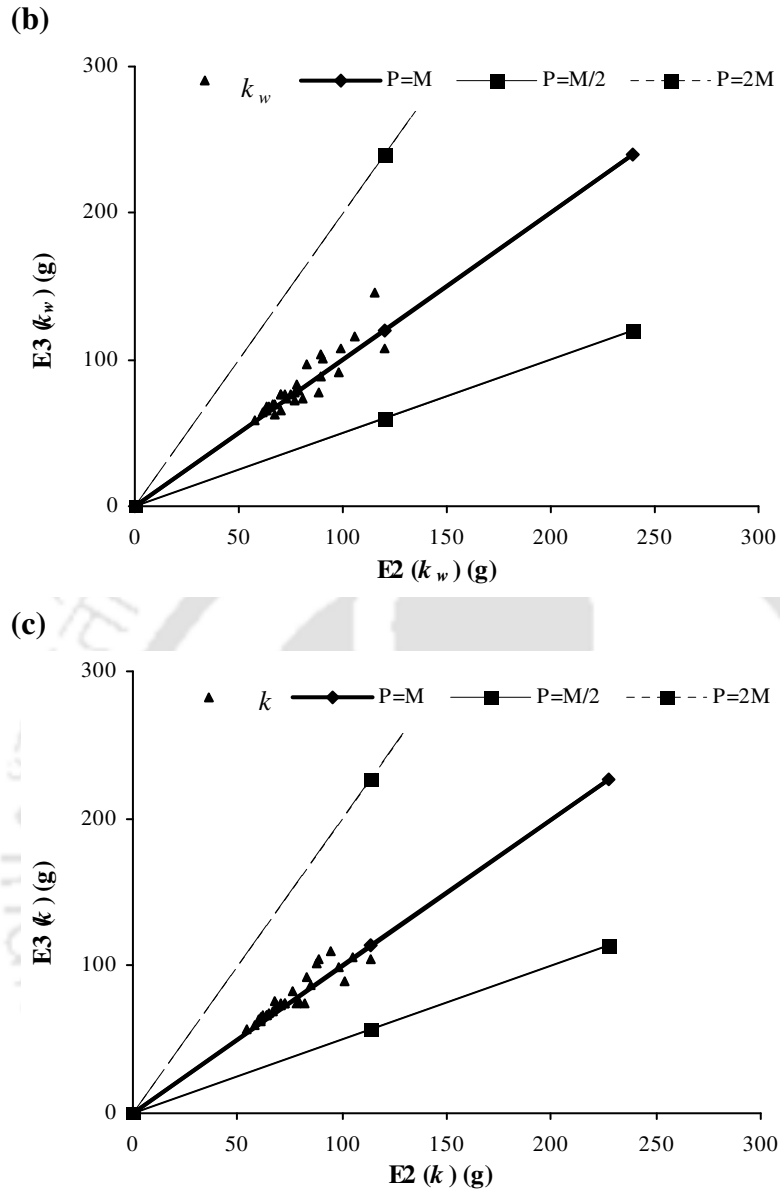 (b)
300
k_w P=M P=M/2 P=2M
200
100
0
0 50 100 150 200 250 300
E3 (k_w) (g)
E2 (k_w) (g)
(c)
300
k P=M P=M/2 P=2M
200
100
0
0 50 100 150 200 250 300
E3 (k) (g)
E2 (k) (g)